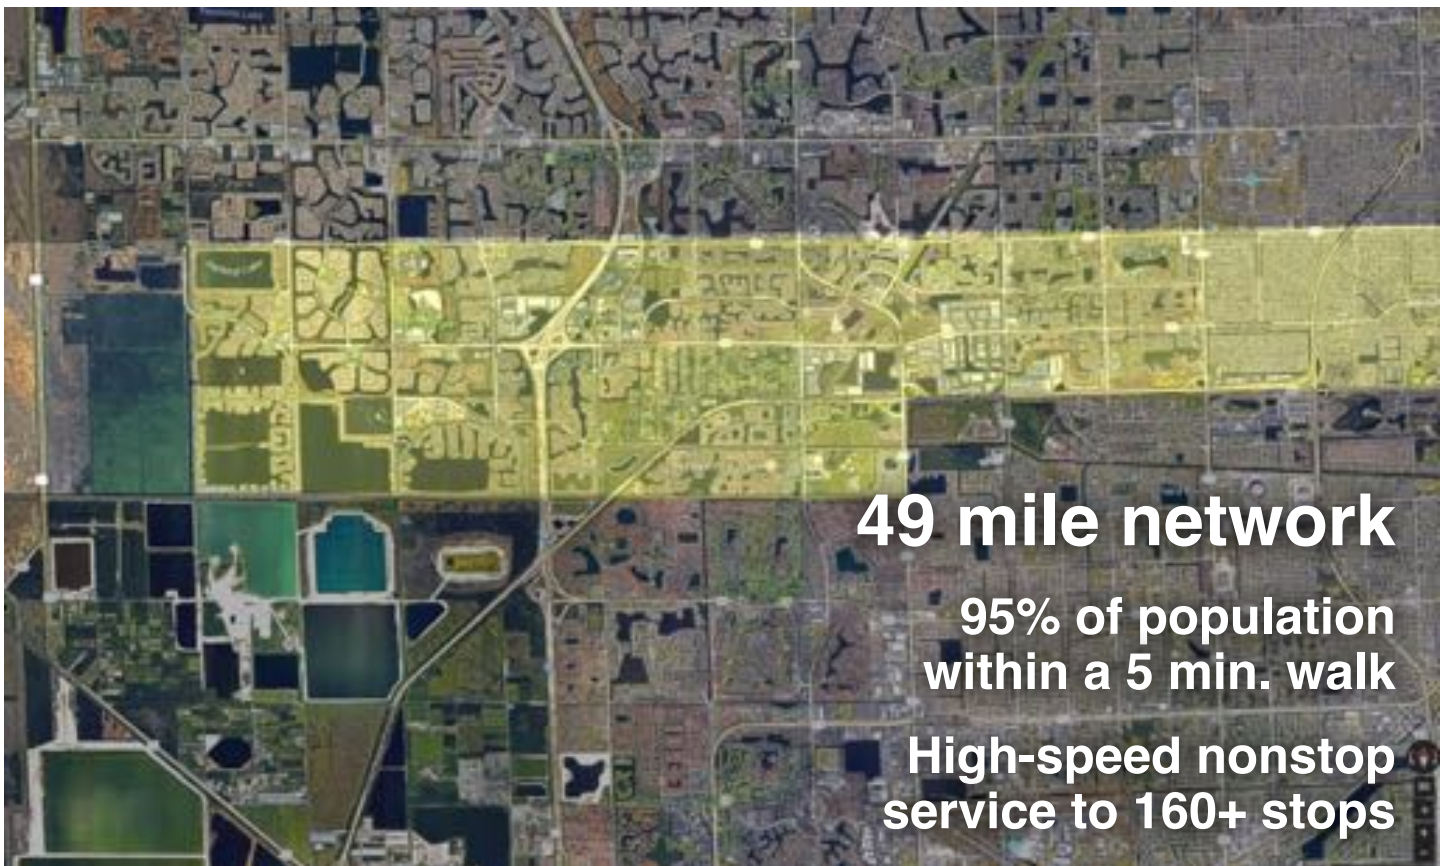 49 mile network
95% of population
within a 5 min. walk
High-speed nonstop
service to 160+ stops